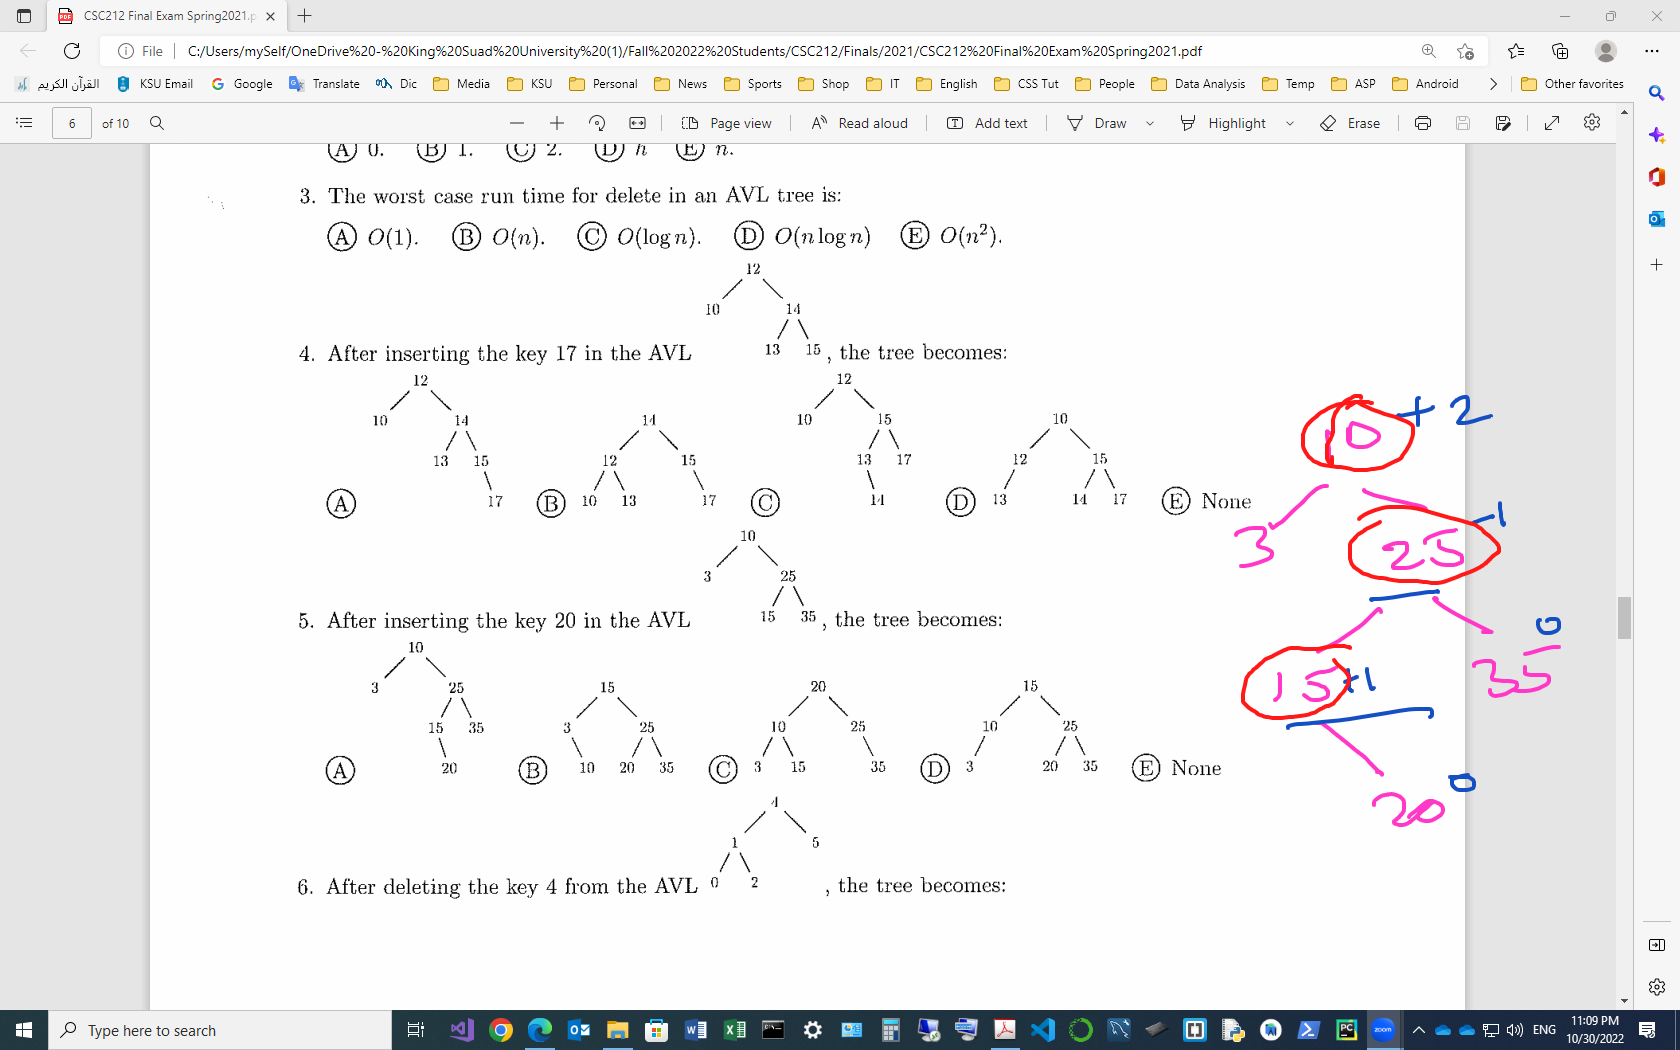 CSC212 Final Exam Spring2021.p
File
C:/Users/mySelf/OneDrive%20-%20King%20Suad%20University%20(1)/Fall%202022%20Students/CSC212/Finals/2021/CSC212%20Final%20Exam%20Spring2021.pdf
القرآن الكريم KSU Email Google Translate Dic Media KSU Personal News Sports Shop IT English CSS Tut People Data Analysis Temp ASP Android Other favorites
6 of 10 Page view Read aloud Add text Draw Highlight Erase
A 0. B 1. C 2. D h E n.
3. The worst case run time for delete in an AVL tree is:
A O(1). B O(n). C O(log n). D O(n log n) E O(n²).
12
10 14
13 15
4. After inserting the key 17 in the AVL , the tree becomes:
12
10 14
13 15
17
A
14
12 15
10 13 17
B
12
10 15
13 17
14
C
10
12 15
13 14 17
D
E None
10
3 25
15 35
5. After inserting the key 20 in the AVL , the tree becomes:
10
3 25
15 35
20
A
15
3 25
10 20 35
B
20
10 25
3 15 35
C
15
10 25
3 20 35
D
E None
4
1 5
0 2
6. After deleting the key 4 from the AVL , the tree becomes:
10 +2
3 25 -1
15 +1 35 0
20 0
Type here to search
ENG
11:09 PM
10/30/2022
zoom